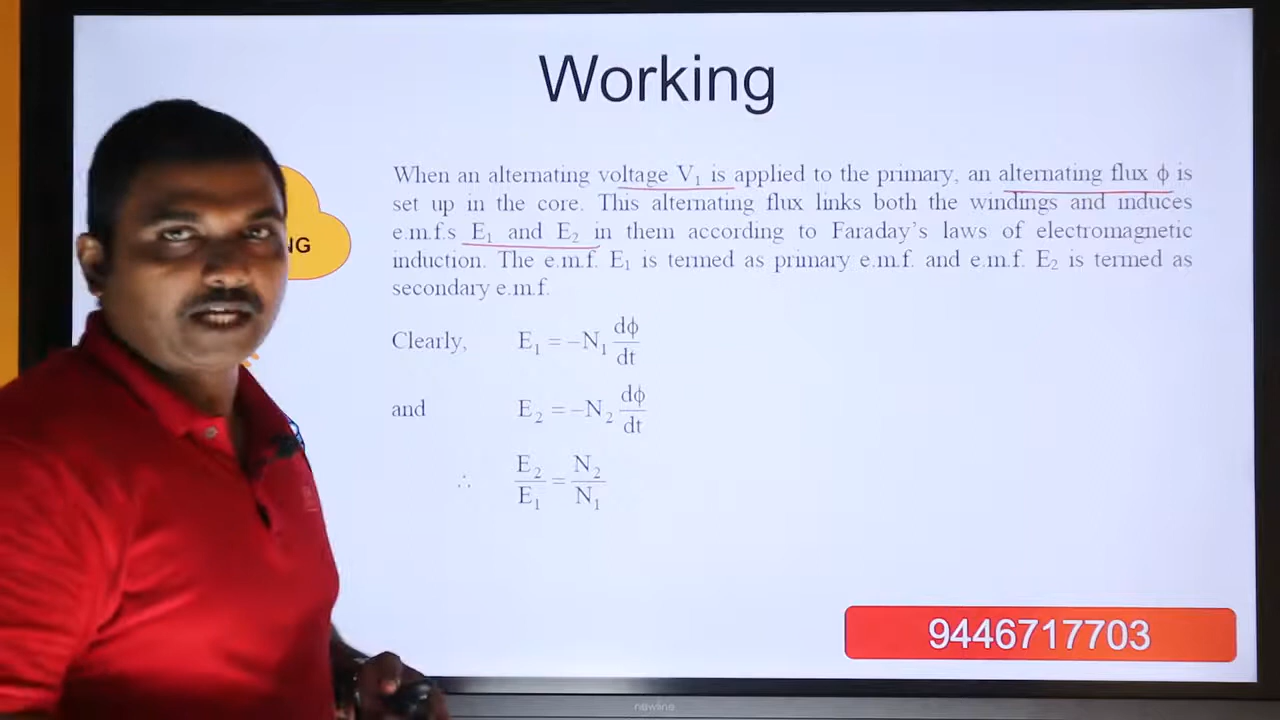 Working
When an alternating voltage V₁ is applied to the primary, an alternating flux ϕ is
set up in the core. This alternating flux links both the windings and induces
e.m.f.s E₁ and E₂ in them according to Faraday's laws of electromagnetic
induction. The e.m.f. E₁ is termed as primary e.m.f. and e.m.f. E₂ is termed as
secondary e.m.f.
NG
Clearly, E₁ = –N₁ dϕ/dt
and E₂ = –N₂ dϕ/dt
∴ E₂/E₁ = N₂/N₁
9446717703
newline